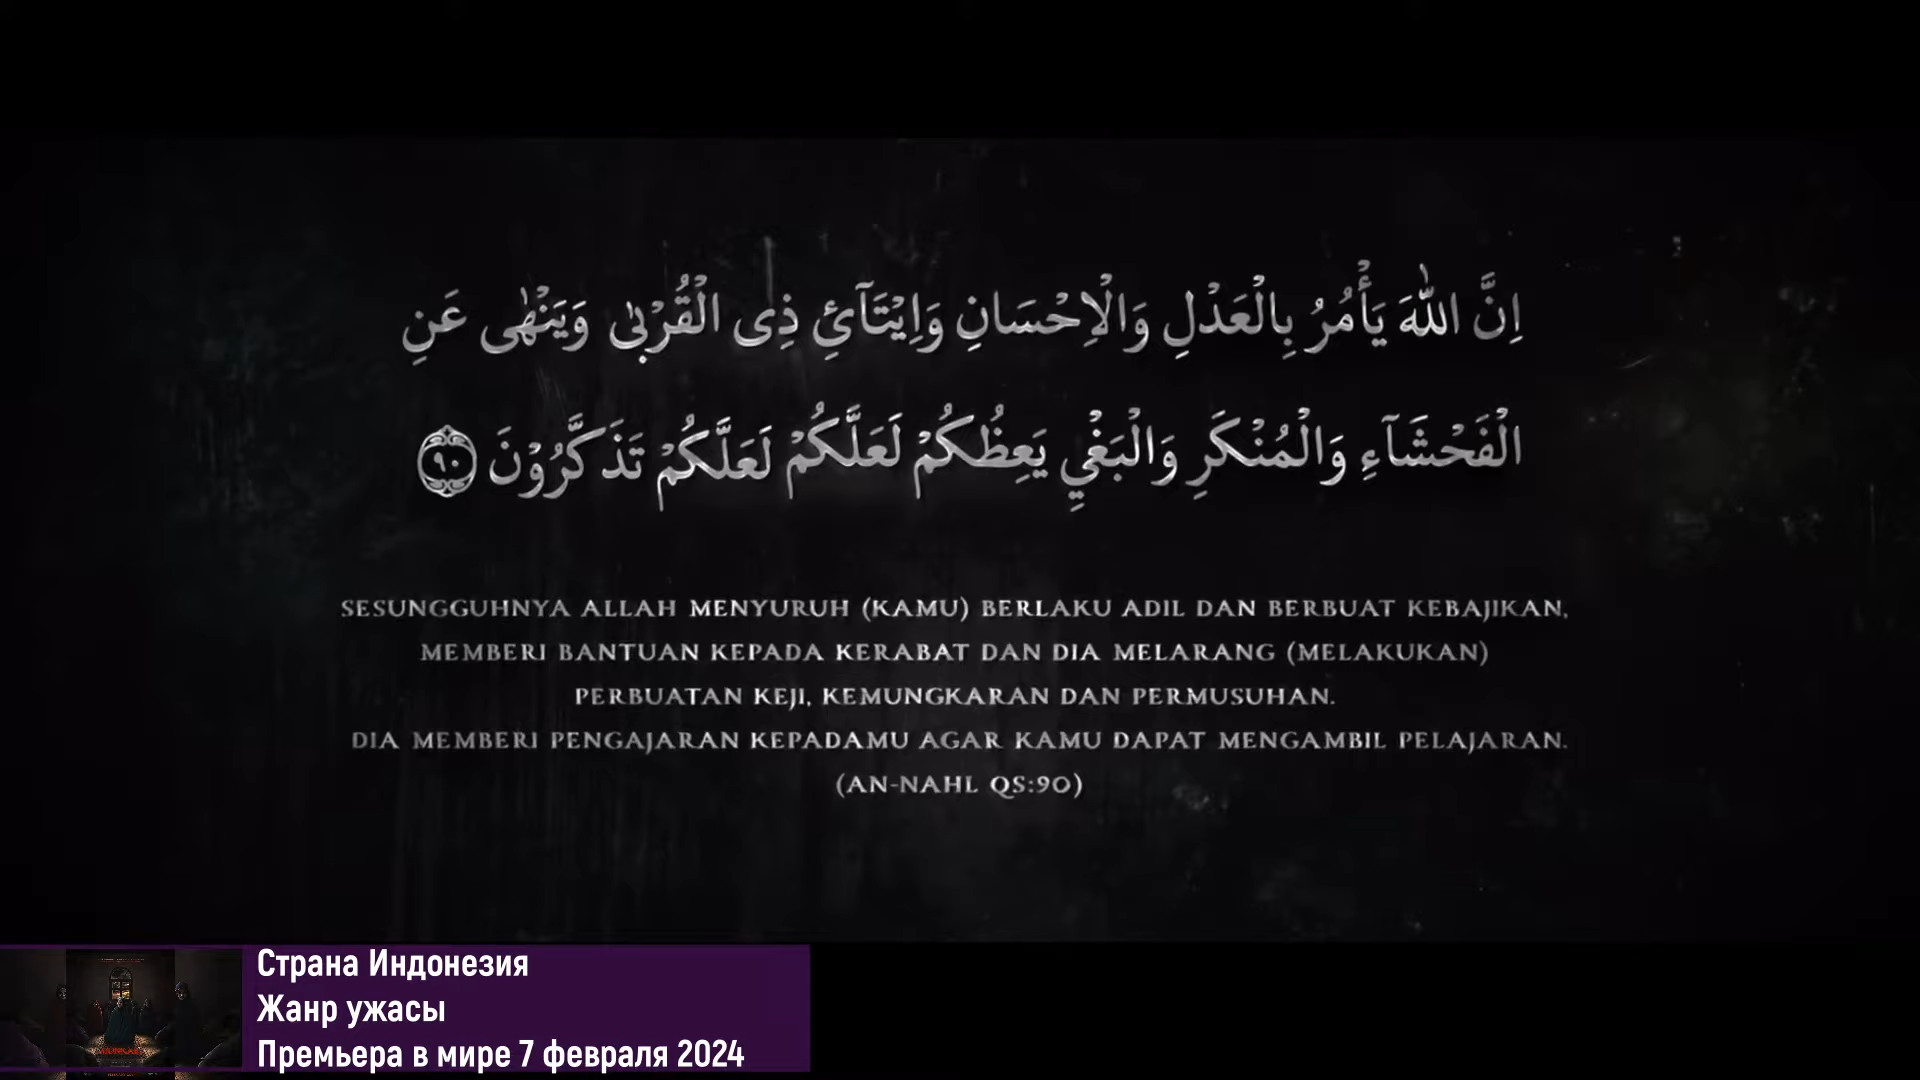 اِنَّ اللّٰهَ يَأْمُرُ بِالْعَدْلِ وَالْاِحْسَانِ وَاِيْتَآئِ ذِى الْقُرْبٰى وَيَنْهٰى عَنِ
الْفَحْشَآءِ وَالْمُنْكَرِ وَالْبَغْيِ يَعِظُكُمْ لَعَلَّكُمْ لَعَلَّكُمْ تَذَكَّرُوْنَ ٩٠
SESUNGGUHNYA ALLAH MENYURUH (KAMU) BERLAKU ADIL DAN BERBUAT KEBAJIKAN,
MEMBERI BANTUAN KEPADA KERABAT DAN DIA MELARANG (MELAKUKAN)
PERBUATAN KEJI, KEMUNGKARAN DAN PERMUSUHAN.
DIA MEMBERI PENGAJARAN KEPADAMU AGAR KAMU DAPAT MENGAMBIL PELAJARAN.
(AN-NAHL QS:90)
Страна Индонезия
Жанр ужасы
Премьера в мире 7 февраля 2024